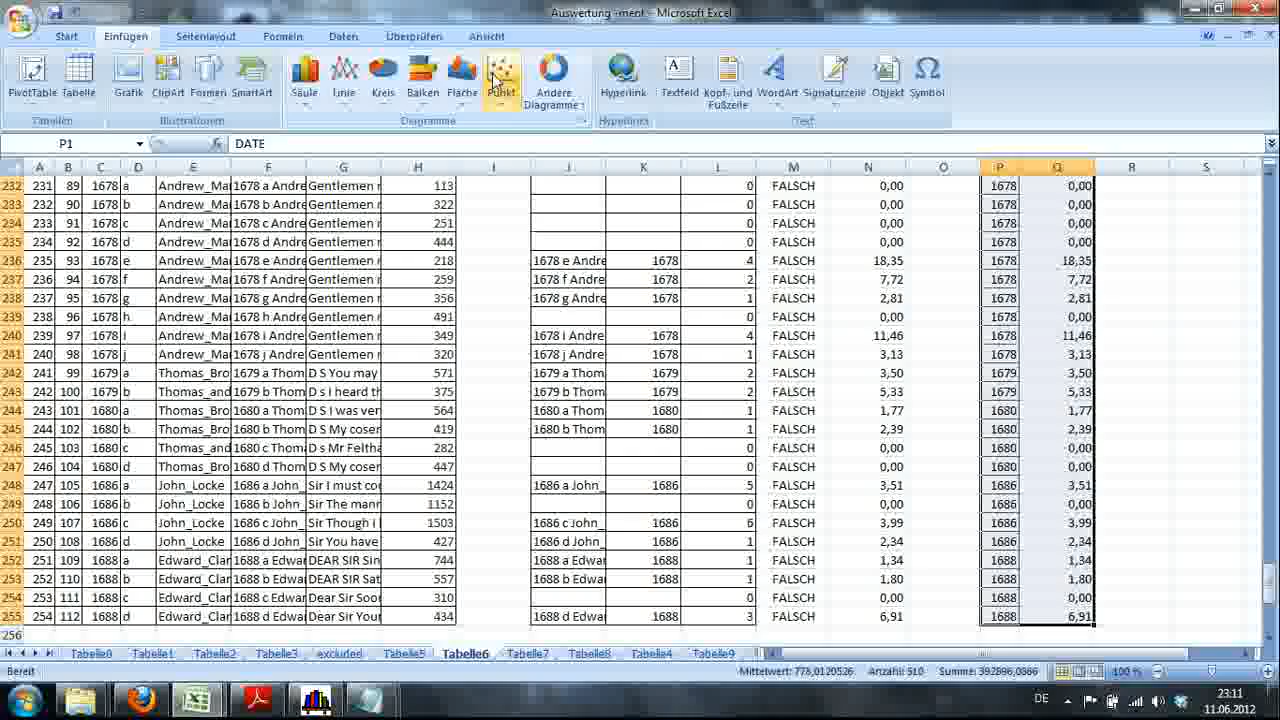 Auswertung -ment - Microsoft Excel
Start Einfügen Seitenlayout Formeln Daten Überprüfen Ansicht
PivotTable Tabelle Grafik ClipArt Formen SmartArt Säule Linie Kreis Balken Fläche Punkt Andere Diagramme Hyperlink Textfeld Kopf- und Fußzeile WordArt Signaturzeile Objekt Symbol
Tabellen Illustrationen Diagramme Hyperlinks Text
P1 fx DATE
A B C D E F G H I J K L M N O P Q R S
232 231 89 1678 a Andrew_Ma 1678 a Andre Gentlemen 113 0 FALSCH 0,00 1678 0,00
233 232 90 1678 b Andrew_Ma 1678 b Andre Gentlemen 322 0 FALSCH 0,00 1678 0,00
234 233 91 1678 c Andrew_Ma 1678 c Andre Gentlemen 251 0 FALSCH 0,00 1678 0,00
235 234 92 1678 d Andrew_Ma 1678 d Andre Gentlemen 444 0 FALSCH 0,00 1678 0,00
236 235 93 1678 e Andrew_Ma 1678 e Andre Gentlemen 218 1678 e Andre 1678 4 FALSCH 18,35 1678 18,35
237 236 94 1678 f Andrew_Ma 1678 f Andre Gentlemen 259 1678 f Andre 1678 2 FALSCH 7,72 1678 7,72
238 237 95 1678 g Andrew_Ma 1678 g Andre Gentlemen 356 1678 g Andre 1678 1 FALSCH 2,81 1678 2,81
239 238 96 1678 h Andrew_Ma 1678 h Andre Gentlemen 491 0 FALSCH 0,00 1678 0,00
240 239 97 1678 i Andrew_Ma 1678 i Andre Gentlemen 349 1678 i Andre 1678 4 FALSCH 11,46 1678 11,46
241 240 98 1678 j Andrew_Ma 1678 j Andre Gentlemen 320 1678 j Andre 1678 1 FALSCH 3,13 1678 3,13
242 241 99 1679 a Thomas_Bro 1679 a Thom D S You may 571 1679 a Thom 1679 2 FALSCH 3,50 1679 3,50
243 242 100 1679 b Thomas_and 1679 b Thom D s I heard th 375 1679 b Thom 1679 2 FALSCH 5,33 1679 5,33
244 243 101 1680 a Thomas_Bro 1680 a Thom D S I was ver 564 1680 a Thom 1680 1 FALSCH 1,77 1680 1,77
245 244 102 1680 b Thomas_Bro 1680 b Thom D S My coser 419 1680 b Thom 1680 1 FALSCH 2,39 1680 2,39
246 245 103 1680 c Thomas_and 1680 c Thom D s Mr Feltha 282 0 FALSCH 0,00 1680 0,00
247 246 104 1680 d Thomas_Bro 1680 d Thom D S My coser 447 0 FALSCH 0,00 1680 0,00
248 247 105 1686 a John_Locke 1686 a John_ Sir I must co 1424 1686 a John_ 1686 5 FALSCH 3,51 1686 3,51
249 248 106 1686 b John_Locke 1686 b John_ Sir The mann 1152 0 FALSCH 0,00 1686 0,00
250 249 107 1686 c John_Locke 1686 c John_ Sir Though i 1503 1686 c John_ 1686 6 FALSCH 3,99 1686 3,99
251 250 108 1686 d John_Locke 1686 d John_ Sir You have 427 1686 d John_ 1686 1 FALSCH 2,34 1686 2,34
252 251 109 1688 a Edward_Clar 1688 a Edwar DEAR SIR Sin 744 1688 a Edwar 1688 1 FALSCH 1,34 1688 1,34
253 252 110 1688 b Edward_Clar 1688 b Edwar DEAR SIR Sat 557 1688 b Edwar 1688 1 FALSCH 1,80 1688 1,80
254 253 111 1688 c Edward_Clar 1688 c Edwar Dear Sir Soor 310 0 FALSCH 0,00 1688 0,00
255 254 112 1688 d Edward_Clar 1688 d Edwar Dear Sir Your 434 1688 d Edwar 1688 3 FALSCH 6,91 1688 6,91
256
Tabelle0 Tabelle1 Tabelle2 Tabelle3 excluded Tabelle5 Tabelle6 Tabelle7 Tabelle8 Tabelle4 Tabelle9
Bereit Mittelwert: 778,0120526 Anzahl: 510 Summe: 392896,0866 100 %
DE 23:11
11.06.2012